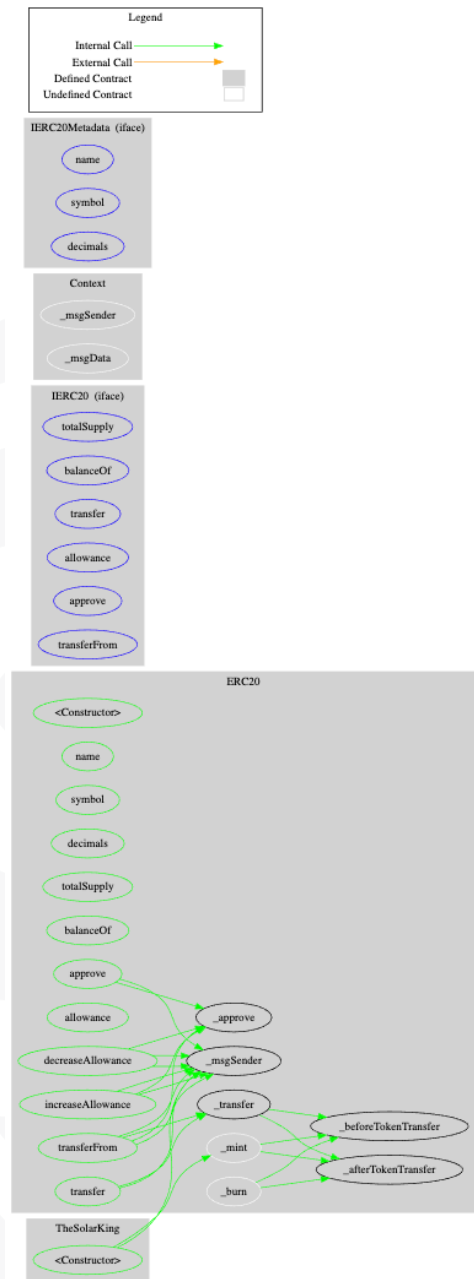 Legend
Internal Call
External Call
Defined Contract
Undefined Contract
IERC20Metadata (iface)
name
symbol
decimals
Context
_msgSender
_msgData
IERC20 (iface)
totalSupply
balanceOf
transfer
allowance
approve
transferFrom
ERC20
<Constructor>
name
symbol
decimals
totalSupply
balanceOf
approve
allowance
_approve
decreaseAllowance
_msgSender
increaseAllowance
_transfer
_beforeTokenTransfer
transferFrom
_mint
_afterTokenTransfer
transfer
_burn
TheSolarKing
<Constructor>